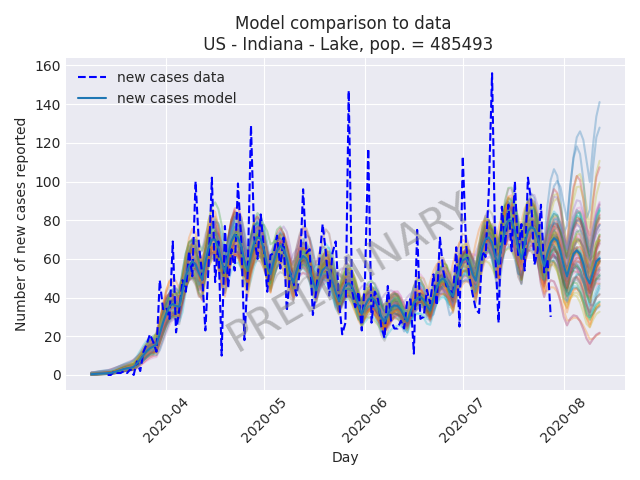 Model comparison to data
US - Indiana - Lake, pop. = 485493
new cases data
new cases model
160
140
120
100
80
60
40
20
0
Number of new cases reported
PRELIMINARY
2020-04
2020-05
2020-06
2020-07
2020-08
Day